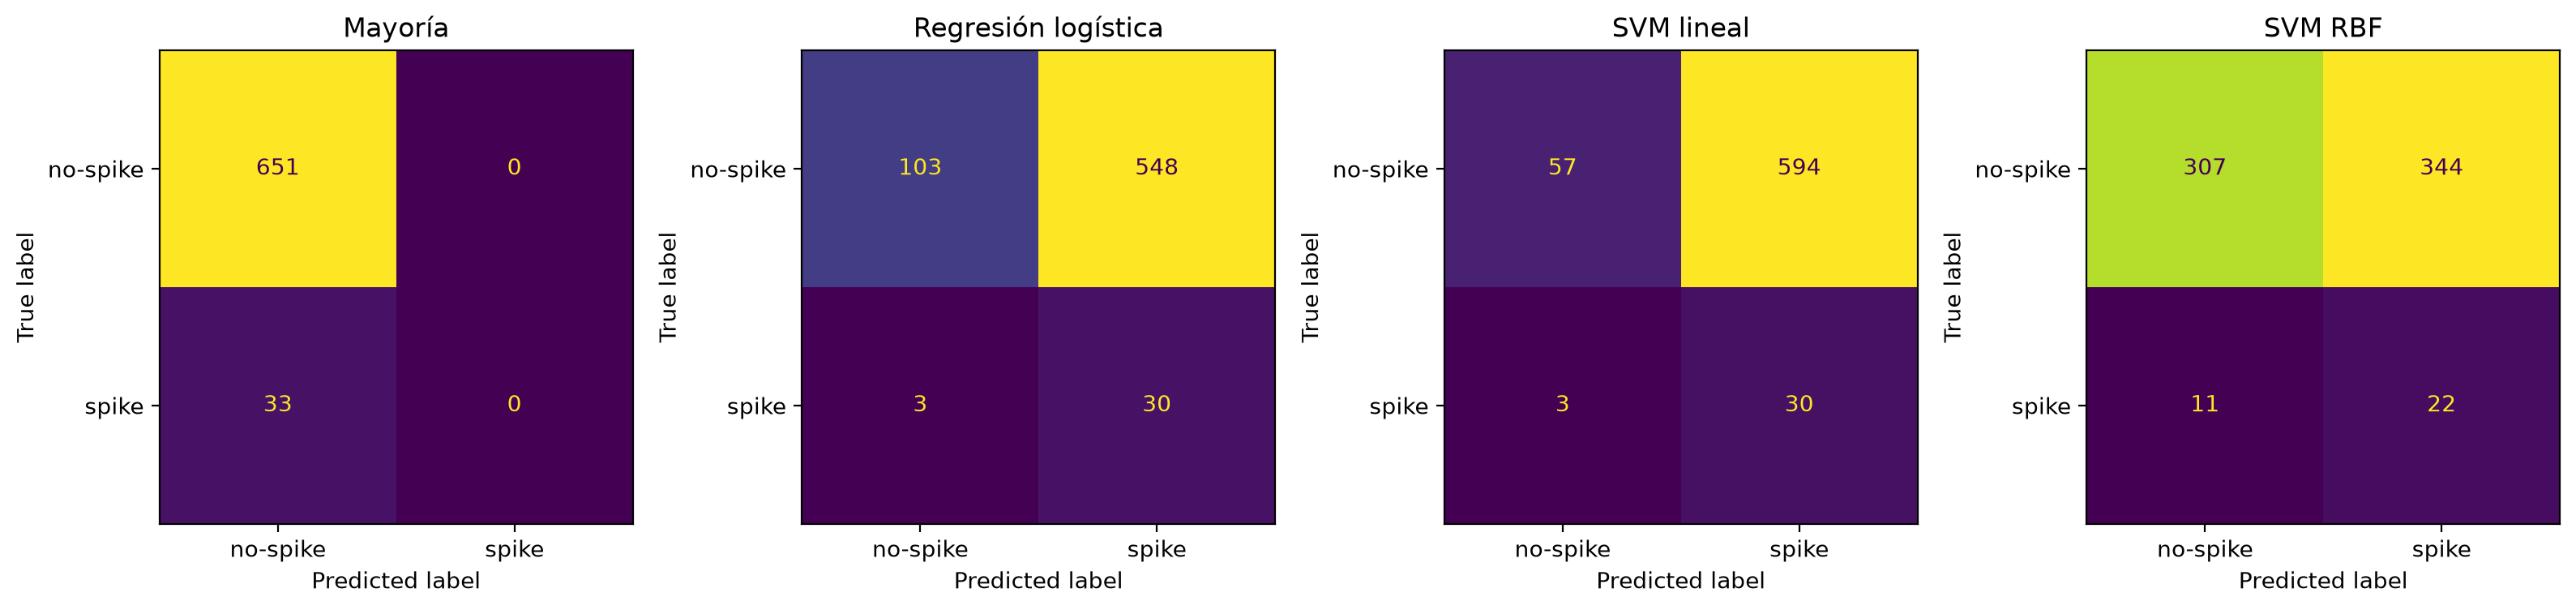 Mayoría
True label
no-spike
651
0
spike
33
0
no-spike
spike
Predicted label
Regresión logística
True label
no-spike
103
548
spike
3
30
no-spike
spike
Predicted label
SVM lineal
True label
no-spike
57
594
spike
3
30
no-spike
spike
Predicted label
SVM RBF
True label
no-spike
307
344
spike
11
22
no-spike
spike
Predicted label